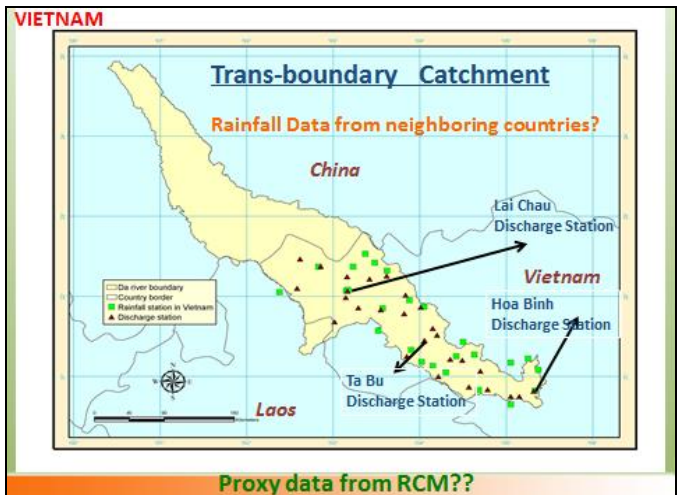 VIETNAM
Trans-boundary Catchment
Rainfall Data from neighboring countries?
China
Lai Chau
Discharge Station
Vietnam
Hoa Binh
Discharge Station
Da river boundary
Country border
Rainfall station in Vietnam
Discharge station
Ta Bu
Discharge Station
Laos
Proxy data from RCM??